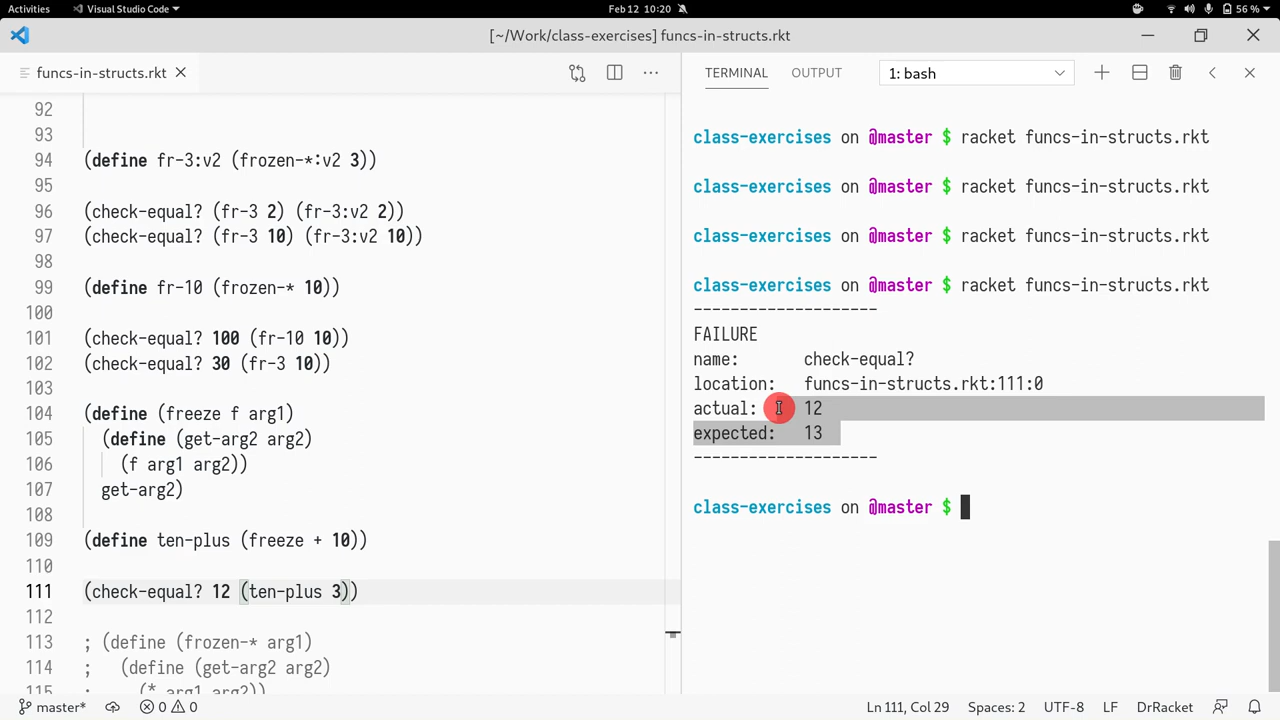 Activities
Visual Studio Code
Feb 12 10:20
56 %
[~/Work/class-exercises] funcs-in-structs.rkt
funcs-in-structs.rkt
92
93
94 (define fr-3:v2 (frozen-*:v2 3))
95
96 (check-equal? (fr-3 2) (fr-3:v2 2))
97 (check-equal? (fr-3 10) (fr-3:v2 10))
98
99 (define fr-10 (frozen-* 10))
100
101 (check-equal? 100 (fr-10 10))
102 (check-equal? 30 (fr-3 10))
103
104 (define (freeze f arg1)
105 (define (get-arg2 arg2)
106 (f arg1 arg2))
107 get-arg2)
108
109 (define ten-plus (freeze + 10))
110
111 (check-equal? 12 (ten-plus 3))
112
113 ; (define (frozen-* arg1)
114 ; (define (get-arg2 arg2)
115 ; (* arg1 arg2))
TERMINAL
OUTPUT
1: bash
class-exercises on @master $ racket funcs-in-structs.rkt
class-exercises on @master $ racket funcs-in-structs.rkt
class-exercises on @master $ racket funcs-in-structs.rkt
class-exercises on @master $ racket funcs-in-structs.rkt
--------------------
FAILURE
name: check-equal?
location: funcs-in-structs.rkt:111:0
actual: 12
expected: 13
--------------------
class-exercises on @master $
master*
0
0
Ln 111, Col 29
Spaces: 2
UTF-8
LF
DrRacket